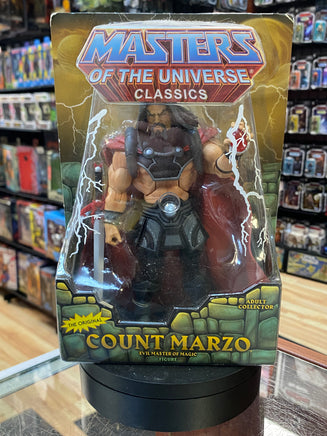 MASTERS
OF THE UNIVERSE
CLASSICS
ADULT
COLLECTOR
THE ORIGINAL
COUNT MARZO
EVIL MASTER OF MAGIC
FIGURE